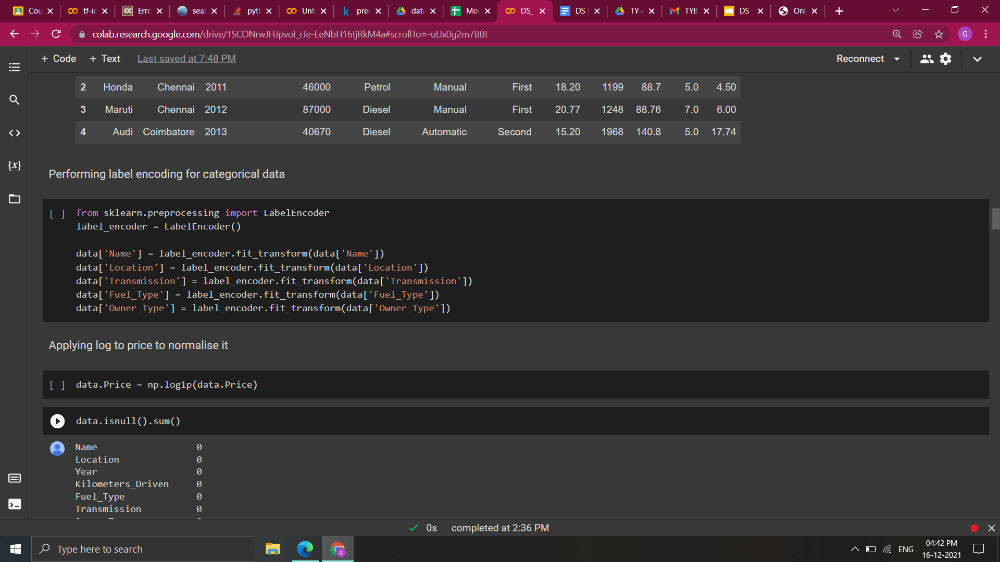 Cou tf-ic CC Erro seal pytl Unt k prec data Moc DS_ DS TY- TYB DS Onl
colab.research.google.com/drive/1SCONrwJHJpvoI_rJe-EeNbH16tjRkM4a#scrollTo=-uUx0g2m7BBt G
+ Code + Text Last saved at 7:48 PM Reconnect
2 Honda Chennai 2011 46000 Petrol Manual First 18.20 1199 88.7 5.0 4.50
3 Maruti Chennai 2012 87000 Diesel Manual First 20.77 1248 88.76 7.0 6.00
4 Audi Coimbatore 2013 40670 Diesel Automatic Second 15.20 1968 140.8 5.0 17.74
{x}
Performing label encoding for categorical data
[ ] from sklearn.preprocessing import LabelEncoder
label_encoder = LabelEncoder()
data['Name'] = label_encoder.fit_transform(data['Name'])
data['Location'] = label_encoder.fit_transform(data['Location'])
data['Transmission'] = label_encoder.fit_transform(data['Transmission'])
data['Fuel_Type'] = label_encoder.fit_transform(data['Fuel_Type'])
data['Owner_Type'] = label_encoder.fit_transform(data['Owner_Type'])
Applying log to price to normalise it
[ ] data.Price = np.log1p(data.Price)
data.isnull().sum()
Name 0
Location 0
Year 0
Kilometers_Driven 0
Fuel_Type 0
Transmission 0
0s completed at 2:36 PM
Type here to search
G
ENG
04:42 PM
16-12-2021